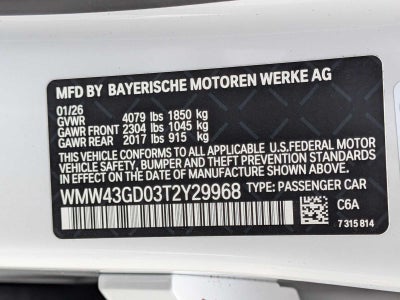 MFD BY BAYERISCHE MOTOREN WERKE AG
01/26
GVWR 4079 lbs 1850 kg
GAWR FRONT 2304 lbs 1045 kg
GAWR REAR 2017 lbs 915 kg
THIS VEHICLE CONFORMS TO ALL APPLICABLE U.S.FEDERAL MOTOR
VEHICLE SAFETY, BUMPER AND THEFT PREVENTION STANDARDS IN
EFFECT ON THE DATE OF MANUFACTURE SHOWN ABOVE.
WMW43GD03T2Y29968 TYPE: PASSENGER CAR
C6A
7 315 814